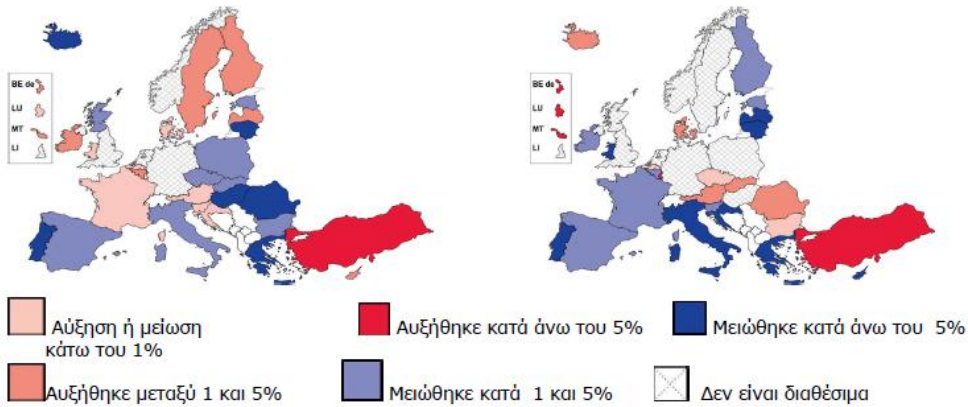 BE de
LU
MT
LI
BE de
LU
MT
LI
Αύξηση ή μείωση
κάτω του 1%
Αυξήθηκε κατά άνω του 5%
Μειώθηκε κατά άνω του 5%
Αυξήθηκε μεταξύ 1 και 5%
Μειώθηκε κατά 1 και 5%
Δεν είναι διαθέσιμα